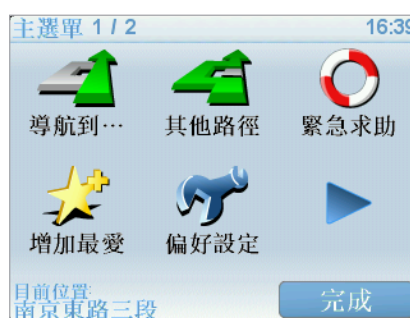 主選單 1 / 2
16:39
導航到…
其他路徑
緊急求助
增加最愛
偏好設定
目前位置:
南京東路三段
完成